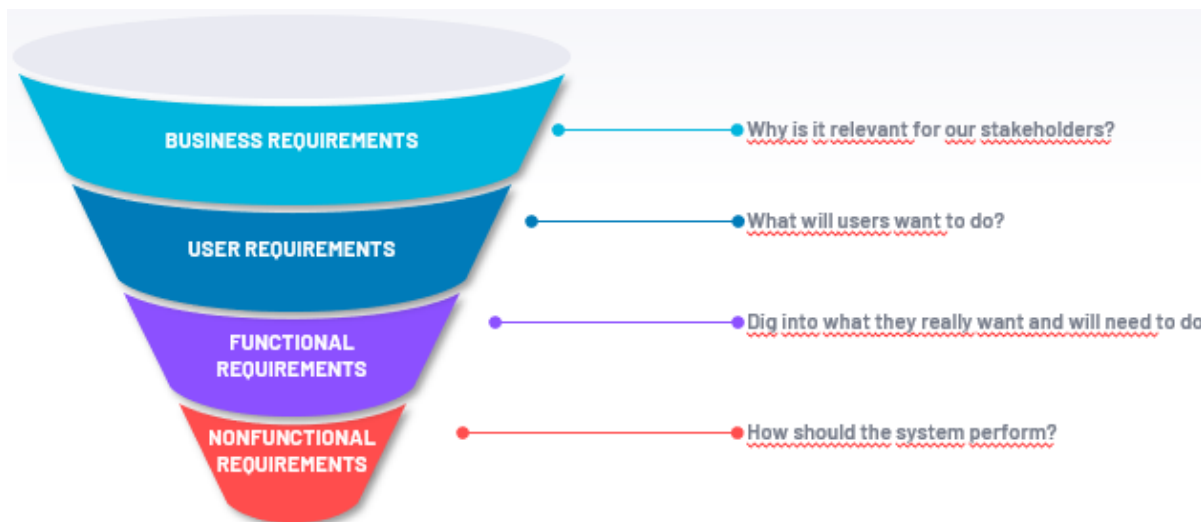 BUSINESS REQUIREMENTS
Why is it relevant for our stakeholders?
USER REQUIREMENTS
What will users want to do?
FUNCTIONAL
REQUIREMENTS
Dig into what they really want and will need to do
NONFUNCTIONAL
REQUIREMENTS
How should the system perform?